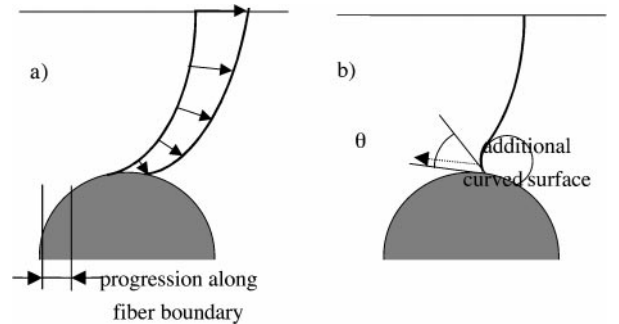 a)
progression along
fiber boundary
b)
θ
additional
curved surface